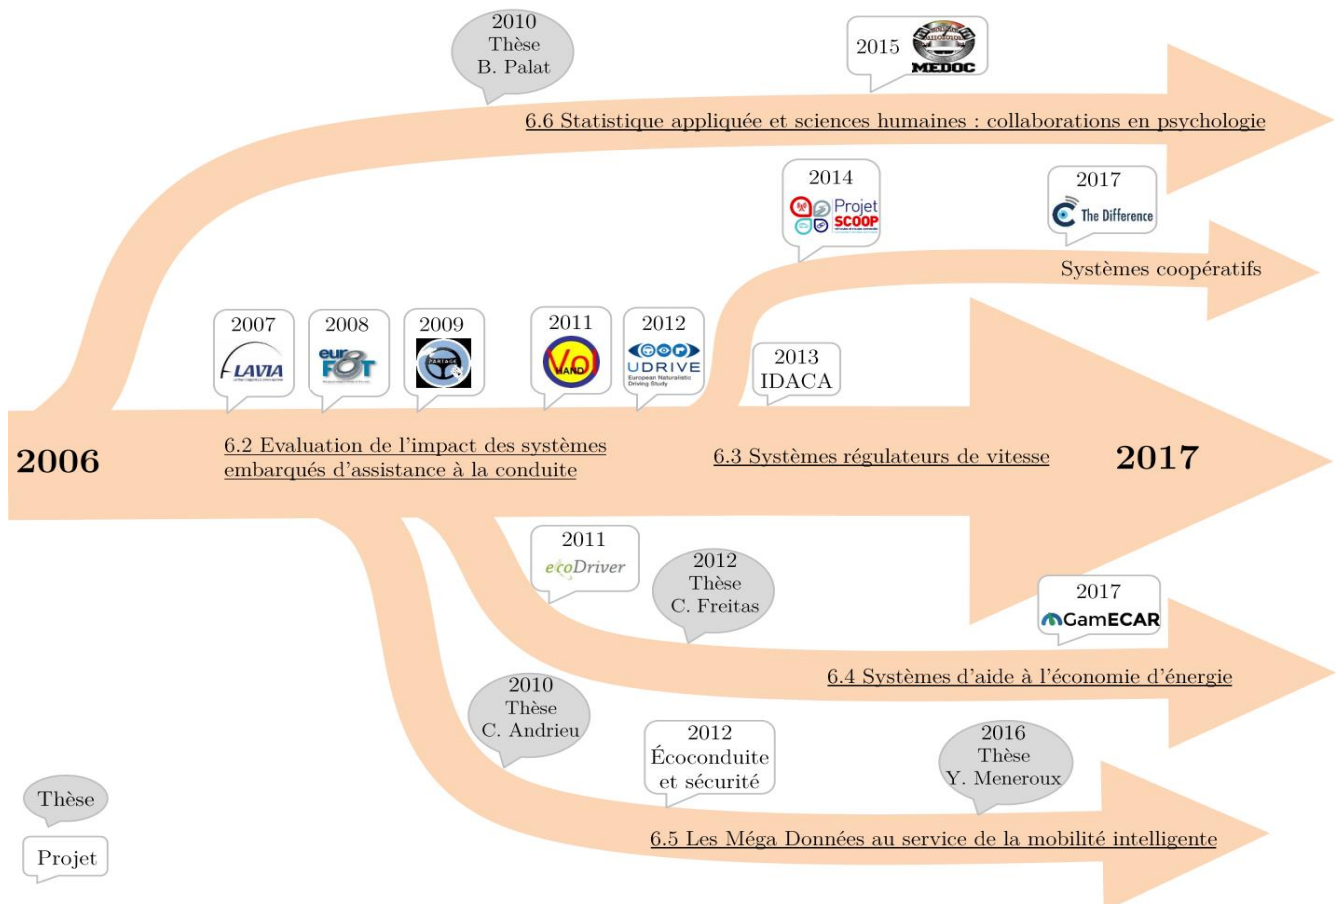 2010
Thèse
B. Palat
2015
MEDOC
6.6 Statistique appliquée et sciences humaines : collaborations en psychologie
2014
Projet
SCOOP
2017
The Difference
Systèmes coopératifs
2007
LAVIA
2008
euroFOT
2009
PARTAGE
2011
Vol
HAND
2012
UDRIVE
European Naturalistic
Driving Study
2013
IDACA
2006
6.2 Evaluation de l'impact des systèmes
embarqués d'assistance à la conduite
6.3 Systèmes régulateurs de vitesse
2017
2011
ecoDriver
2012
Thèse
C. Freitas
2017
GamECAR
6.4 Systèmes d'aide à l'économie d'énergie
2010
Thèse
C. Andrieu
2012
Écoconduite
et sécurité
2016
Thèse
Y. Meneroux
6.5 Les Méga Données au service de la mobilité intelligente
Thèse
Projet